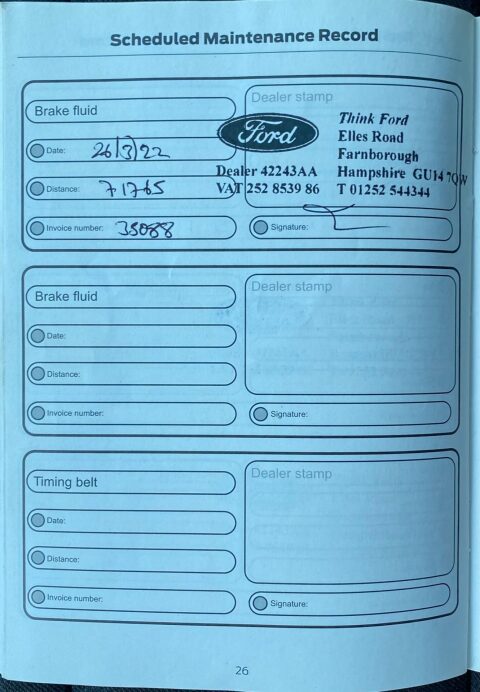 Scheduled Maintenance Record
Brake fluid
Date: 26/3/22
Distance: 71765
Invoice number: 35088
Dealer stamp
Ford
Dealer 42243AA
VAT 252 8539 86
Think Ford
Elles Road
Farnborough
Hampshire GU14 7QW
T 01252 544344
Signature:
Brake fluid
Date:
Distance:
Invoice number:
Dealer stamp
Signature:
Timing belt
Date:
Distance:
Invoice number:
Dealer stamp
Signature:
26